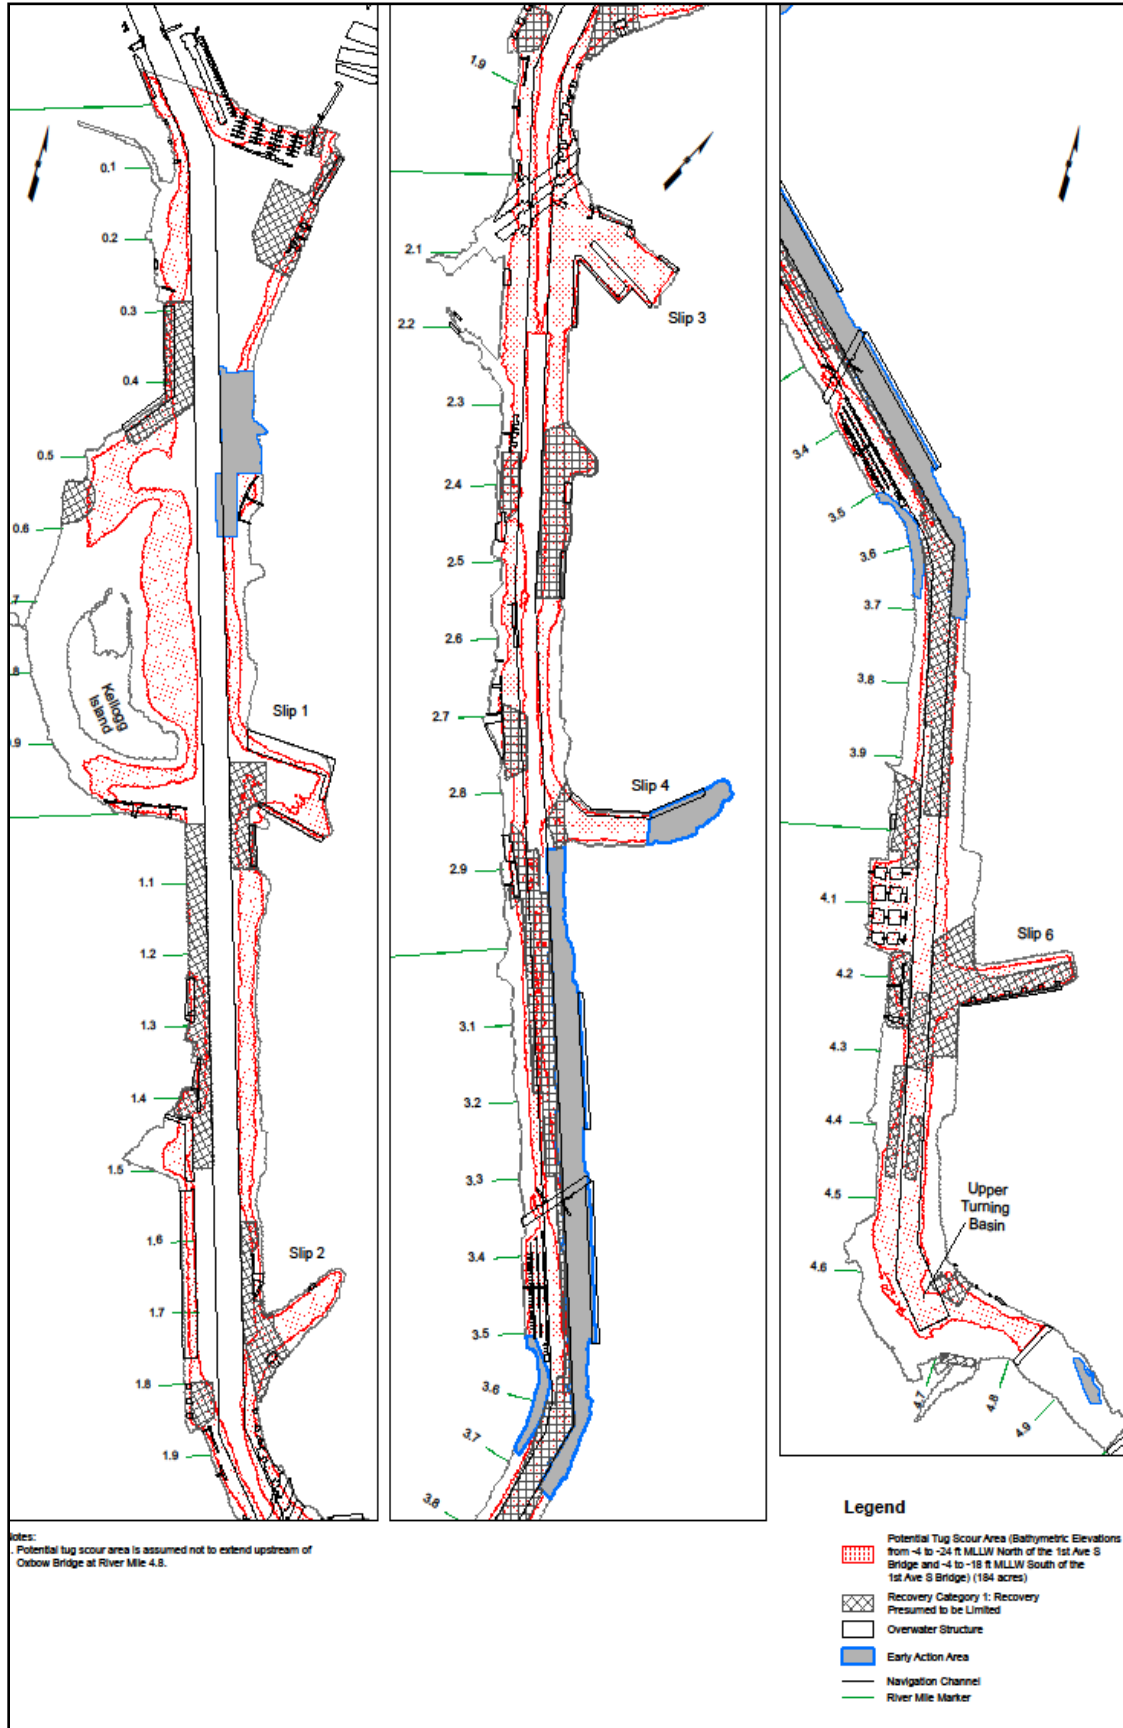 0.1
0.2
0.3
0.4
0.5
0.6
.7
.8
.9
Kellogg
Island
Slip 1
1.1
1.2
1.3
1.4
1.5
1.6
Slip 2
1.7
1.8
1.9
1.9
2.1
2.2
Slip 3
2.3
2.4
2.5
2.6
2.7
2.8
Slip 4
2.9
3.1
3.2
3.3
3.4
3.5
3.6
3.7
3.8
3.4
3.5
3.6
3.7
3.8
3.9
4.1
Slip 6
4.2
4.3
4.4
4.5
Upper
Turning
Basin
4.6
4.7
4.8
4.9
Notes:
. Potential tug scour area is assumed not to extend upstream of
Oxbow Bridge at River Mile 4.8.
Legend
Potential Tug Scour Area (Bathymetric Elevations
from -4 to -24 ft MLLW North of the 1st Ave S
Bridge and -4 to -18 ft MLLW South of the
1st Ave S Bridge) (184 acres)
Recovery Category 1: Recovery
Presumed to be Limited
Overwater Structure
Early Action Area
Navigation Channel
River Mile Marker